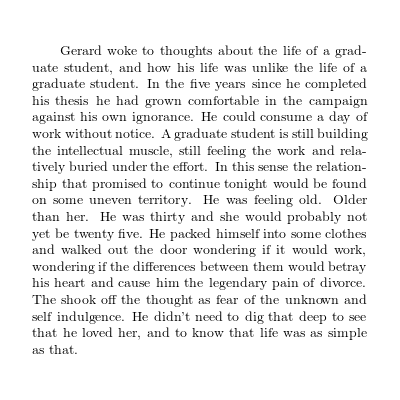 Gerard woke to thoughts about the life of a grad-
uate student, and how his life was unlike the life of a
graduate student. In the five years since he completed
his thesis he had grown comfortable in the campaign
against his own ignorance. He could consume a day of
work without notice. A graduate student is still building
the intellectual muscle, still feeling the work and rela-
tively buried under the effort. In this sense the relation-
ship that promised to continue tonight would be found
on some uneven territory. He was feeling old. Older
than her. He was thirty and she would probably not
yet be twenty five. He packed himself into some clothes
and walked out the door wondering if it would work,
wondering if the differences between them would betray
his heart and cause him the legendary pain of divorce.
The shook off the thought as fear of the unknown and
self indulgence. He didn't need to dig that deep to see
that he loved her, and to know that life was as simple
as that.